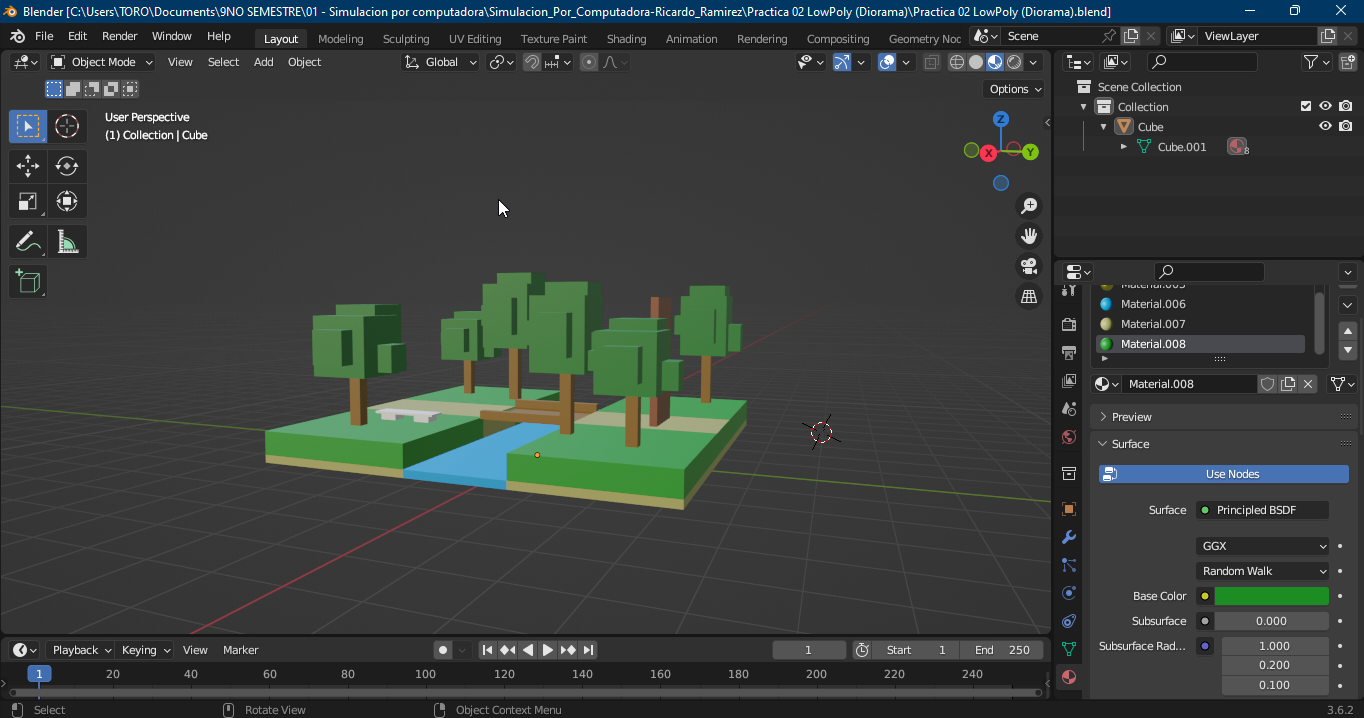 Blender [C:\Users\TORO\Documents\9NO SEMESTRE\01 - Simulacion por computadora\Simulacion_Por_Computadora-Ricardo_Ramirez\Practica 02 LowPoly (Diorama)\Practica 02 LowPoly (Diorama).blend]
File Edit Render Window Help Layout Modeling Sculpting UV Editing Texture Paint Shading Animation Rendering Compositing Geometry Noc Scene ViewLayer
Object Mode View Select Add Object Global
Options
User Perspective
(1) Collection | Cube
Z
X
Y
Scene Collection
Collection
Cube
Cube.001 8
Material.006
Material.007
Material.008
Material.008
Preview
Surface
Use Nodes
Surface Principled BSDF
GGX
Random Walk
Base Color
Subsurface 0.000
Subsurface Rad... 1.000
0.200
0.100
Playback Keying View Marker 1 Start 1 End 250
1 20 40 60 80 100 120 140 160 180 200 220 240
Select Rotate View Object Context Menu 3.6.2